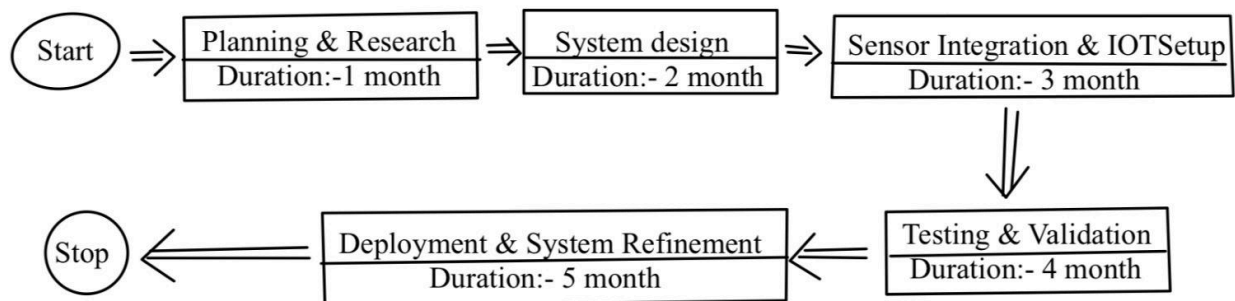 Start
Planning & Research
Duration:-1 month
System design
Duration:- 2 month
Sensor Integration & IOTSetup
Duration:- 3 month
Testing & Validation
Duration:- 4 month
Deployment & System Refinement
Duration:- 5 month
Stop